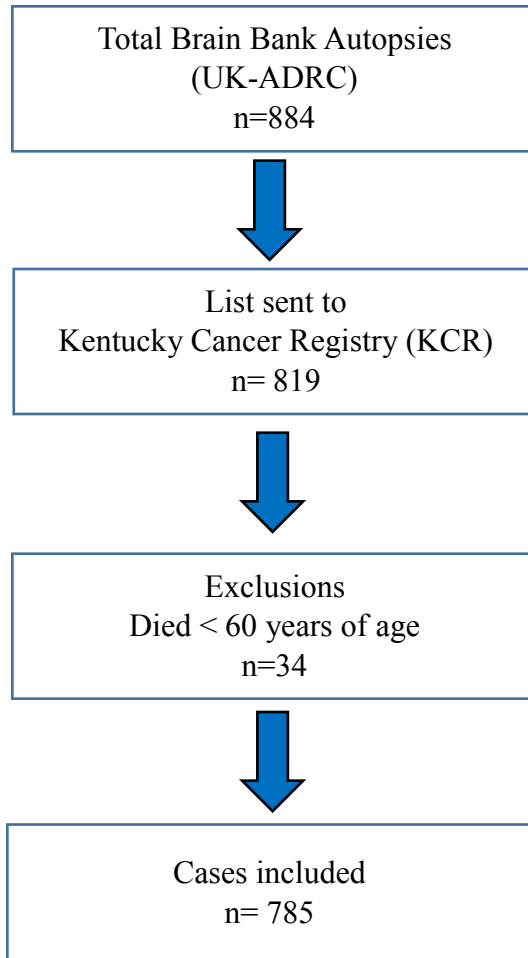 Total Brain Bank Autopsies
(UK-ADRC)
n=884
List sent to
Kentucky Cancer Registry (KCR)
n= 819
Exclusions
Died < 60 years of age
n=34
Cases included
n= 785